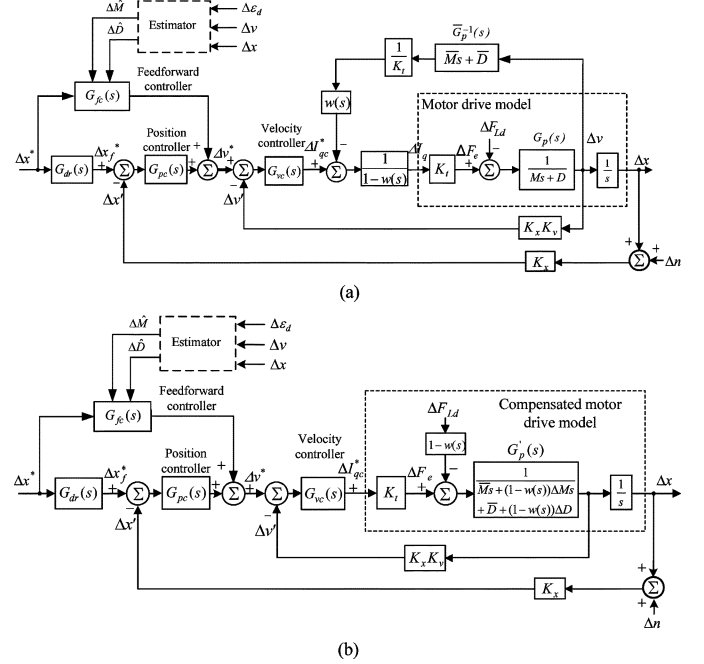 ΔM̂
ΔD̂
Estimator
Δε_d
Δv
Δx
G_fc(s)
Feedforward
controller
1/K_t
G̅_p^-1(s)
M̅s + D̅
w(s)
Motor drive model
Δx*
G_dr(s)
Δx_f*
+
Σ
−
Δx′
Position
controller
G_pc(s)
+
+
Σ
Δv*
+
Σ
−
Δv′
Velocity
controller
G_vc(s)
ΔI_qc*
+
−
Σ
1/(1−w(s))
ΔI_q
K_t
ΔF_e
+
ΔF_Ld
−
Σ
G_p(s)
1/(Ms + D)
Δv
1/s
Δx
K_x K_v
K_x
+
+
Σ
Δn
(a)
ΔM̂
ΔD̂
Estimator
Δε_d
Δv
Δx
G_fc(s)
Feedforward
controller
Δx*
G_dr(s)
Δx_f*
+
Σ
−
Δx′
Position
controller
G_pc(s)
+
+
Σ
Δv*
+
Σ
−
Δv′
Velocity
controller
G_vc(s)
ΔI_qc*
+
Compensated motor
drive model
ΔF_Ld
1−w(s)
K_t
ΔF_e
+
−
Σ
G_p′(s)
1
M̅s + (1−w(s))ΔMs
+ D̅ + (1−w(s))ΔD
1/s
Δx
K_x K_v
K_x
+
+
Σ
Δn
(b)